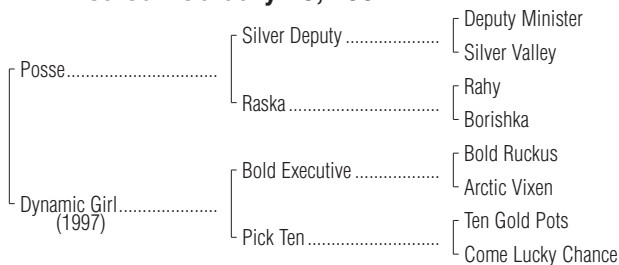 Deputy Minister
Silver Deputy ....................
Silver Valley
Posse................................
Rahy
Raska ................................
Borishka
Bold Ruckus
Bold Executive ..................
Arctic Vixen
Dynamic Girl.....................
(1997)
Ten Gold Pots
Pick Ten............................
Come Lucky Chance